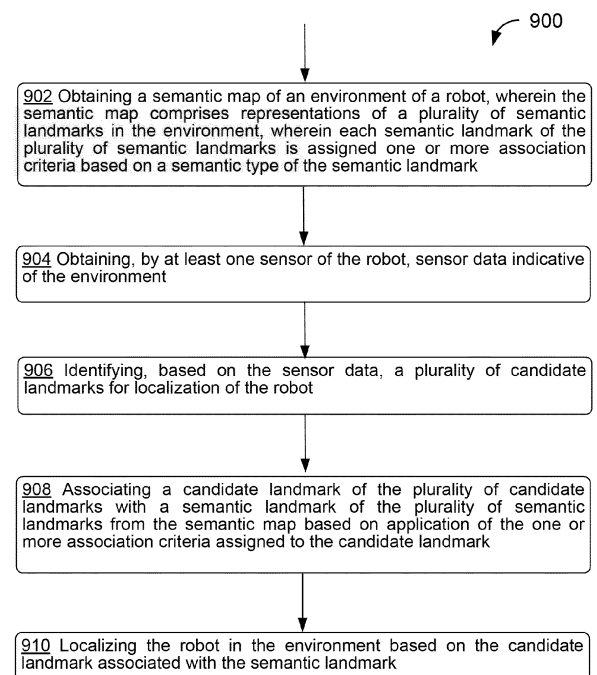 900
902 Obtaining a semantic map of an environment of a robot, wherein the
semantic map comprises representations of a plurality of semantic
landmarks in the environment, wherein each semantic landmark of the
plurality of semantic landmarks is assigned one or more association
criteria based on a semantic type of the semantic landmark
904 Obtaining, by at least one sensor of the robot, sensor data indicative
of the environment
906 Identifying, based on the sensor data, a plurality of candidate
landmarks for localization of the robot
908 Associating a candidate landmark of the plurality of candidate
landmarks with a semantic landmark of the plurality of semantic
landmarks from the semantic map based on application of the one or
more association criteria assigned to the candidate landmark
910 Localizing the robot in the environment based on the candidate
landmark associated with the semantic landmark